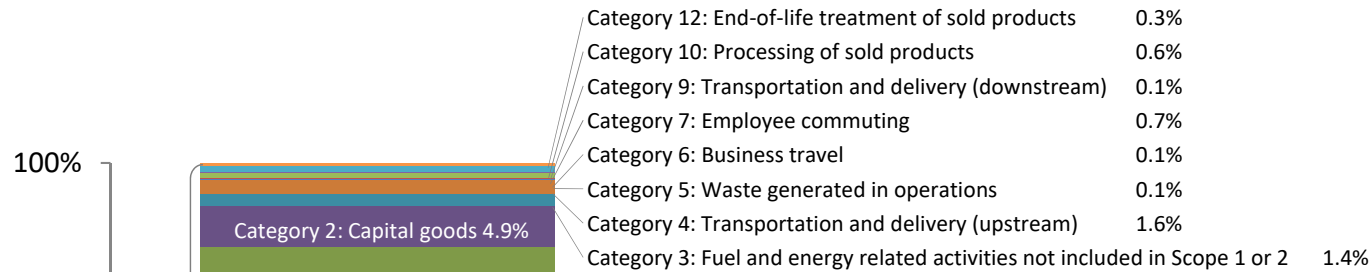 Category 12: End-of-life treatment of sold products 0.3%
Category 10: Processing of sold products 0.6%
Category 9: Transportation and delivery (downstream) 0.1%
Category 7: Employee commuting 0.7%
100%
Category 6: Business travel 0.1%
Category 5: Waste generated in operations 0.1%
Category 4: Transportation and delivery (upstream) 1.6%
Category 2: Capital goods 4.9%
Category 3: Fuel and energy related activities not included in Scope 1 or 2 1.4%